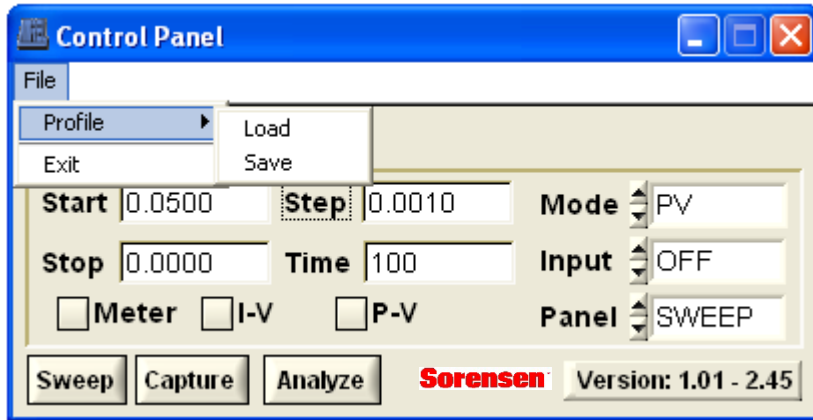 Control Panel
File
Profile
Load
Exit
Save
Start 0.0500 Step 0.0010 Mode PV
Stop 0.0000 Time 100 Input OFF
Meter I-V P-V Panel SWEEP
Sweep Capture Analyze Sorensen Version: 1.01 - 2.45